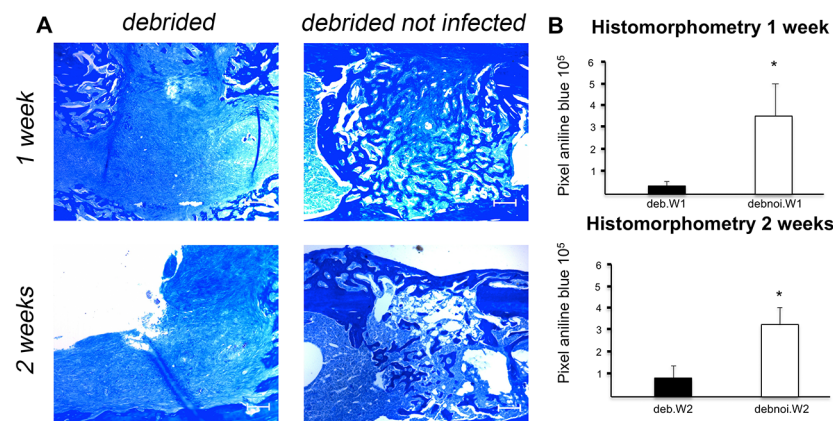 A
debrided
debrided not infected
1 week
2 weeks
B
Histomorphometry 1 week
Pixel aniline blue 10⁵
6
5
4
3
2
1
*
deb.W1
debnoi.W1
Histomorphometry 2 weeks
Pixel aniline blue 10⁵
6
5
4
3
2
1
*
deb.W2
debnoi.W2